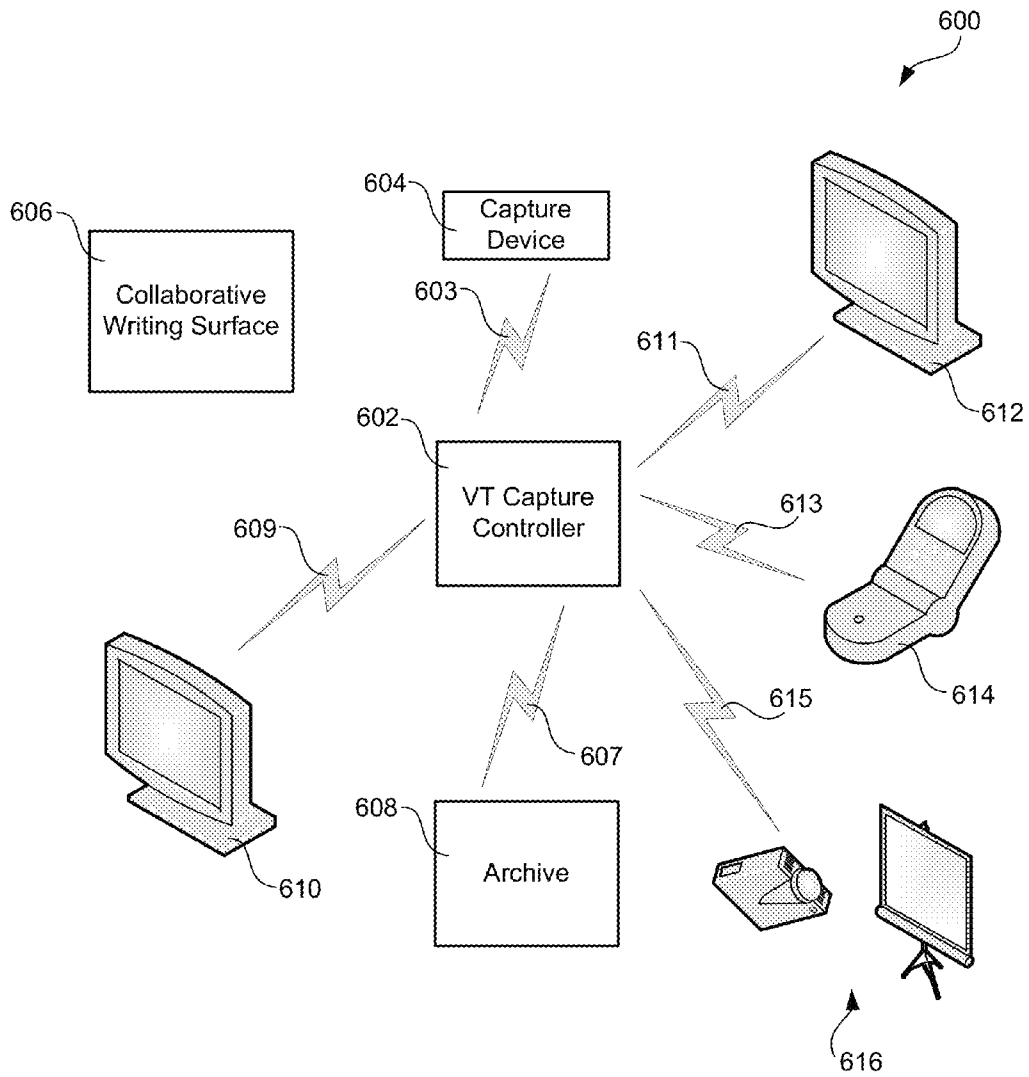 600
604
Capture
Device
606
Collaborative
Writing Surface
603
611
612
602
VT Capture
Controller
613
609
614
615
607
608
Archive
610
616